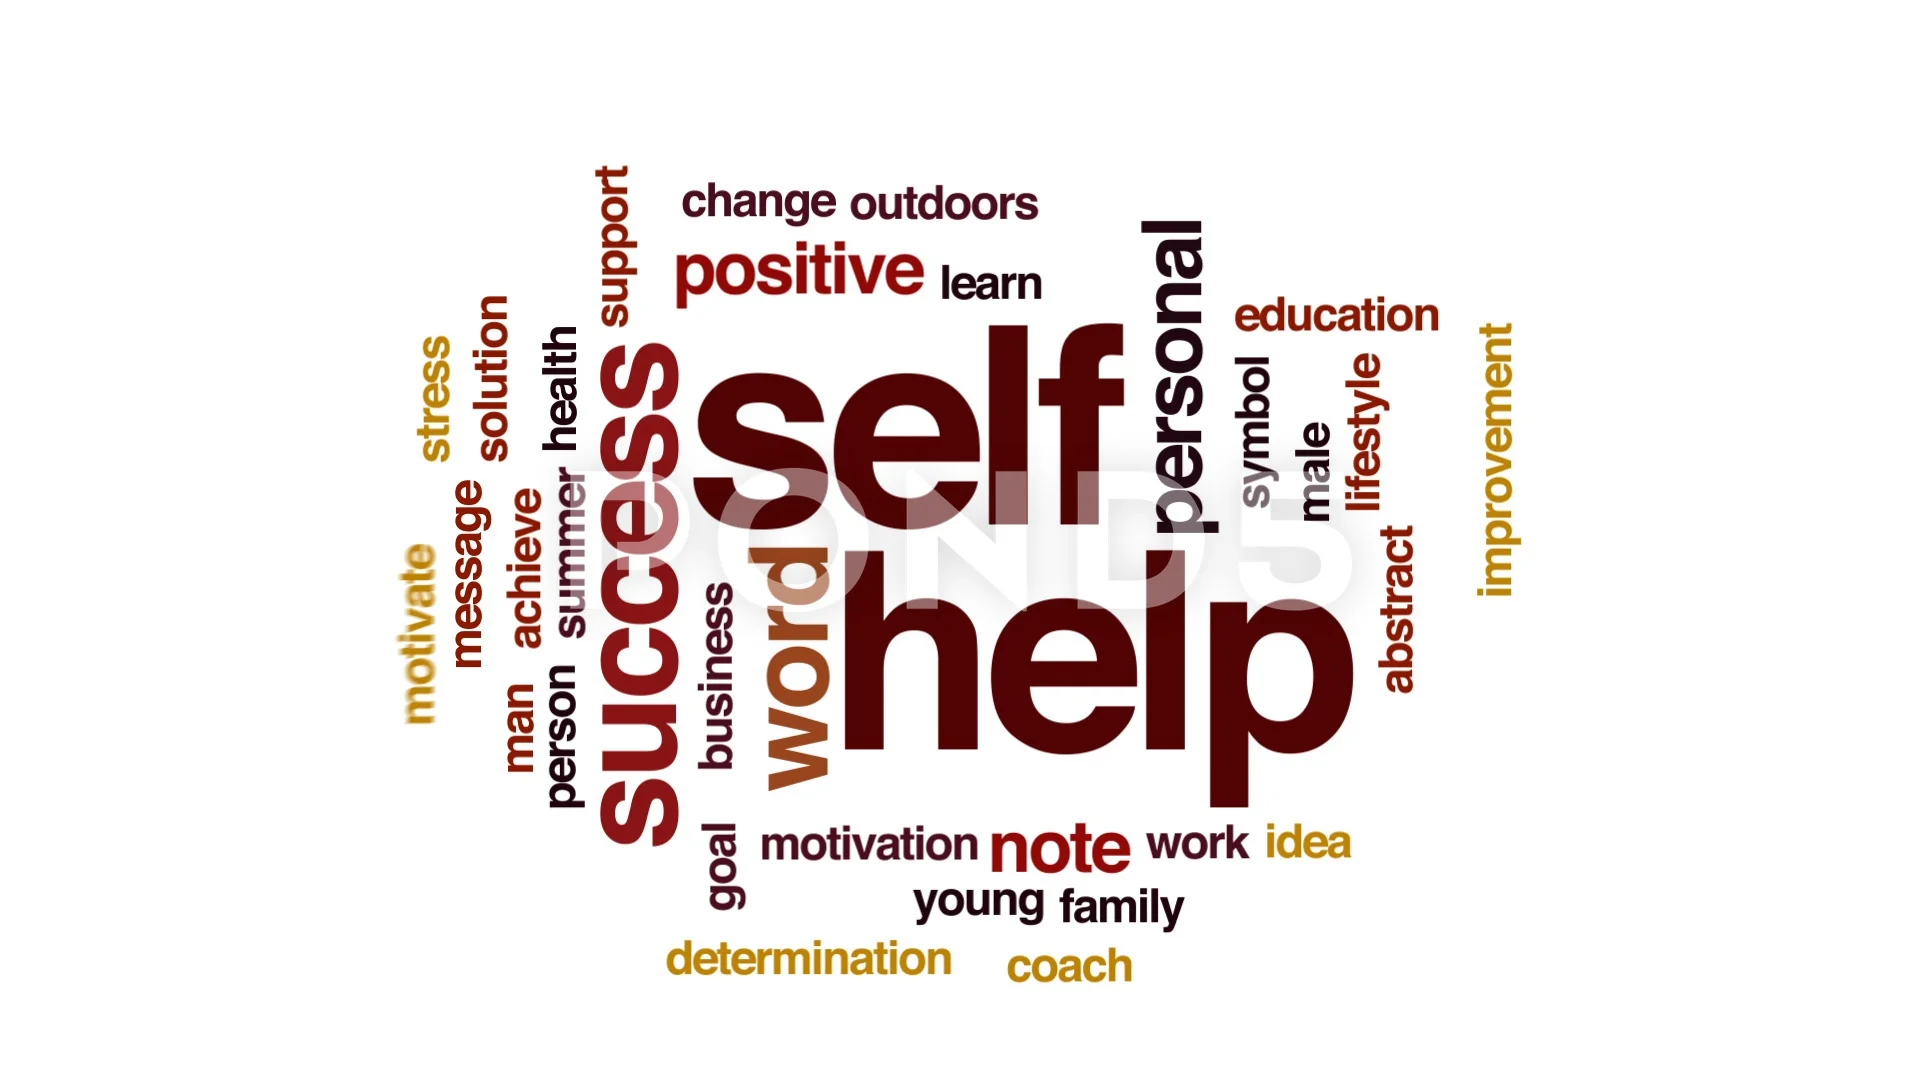 support
change outdoors
positive learn
personal
education
stress
solution
health
success
self
symbol
male
lifestyle
improvement
motivate
message
achieve
summer
POND5
abstract
man
person
business
word
help
goal
motivation note work idea
young family
determination coach